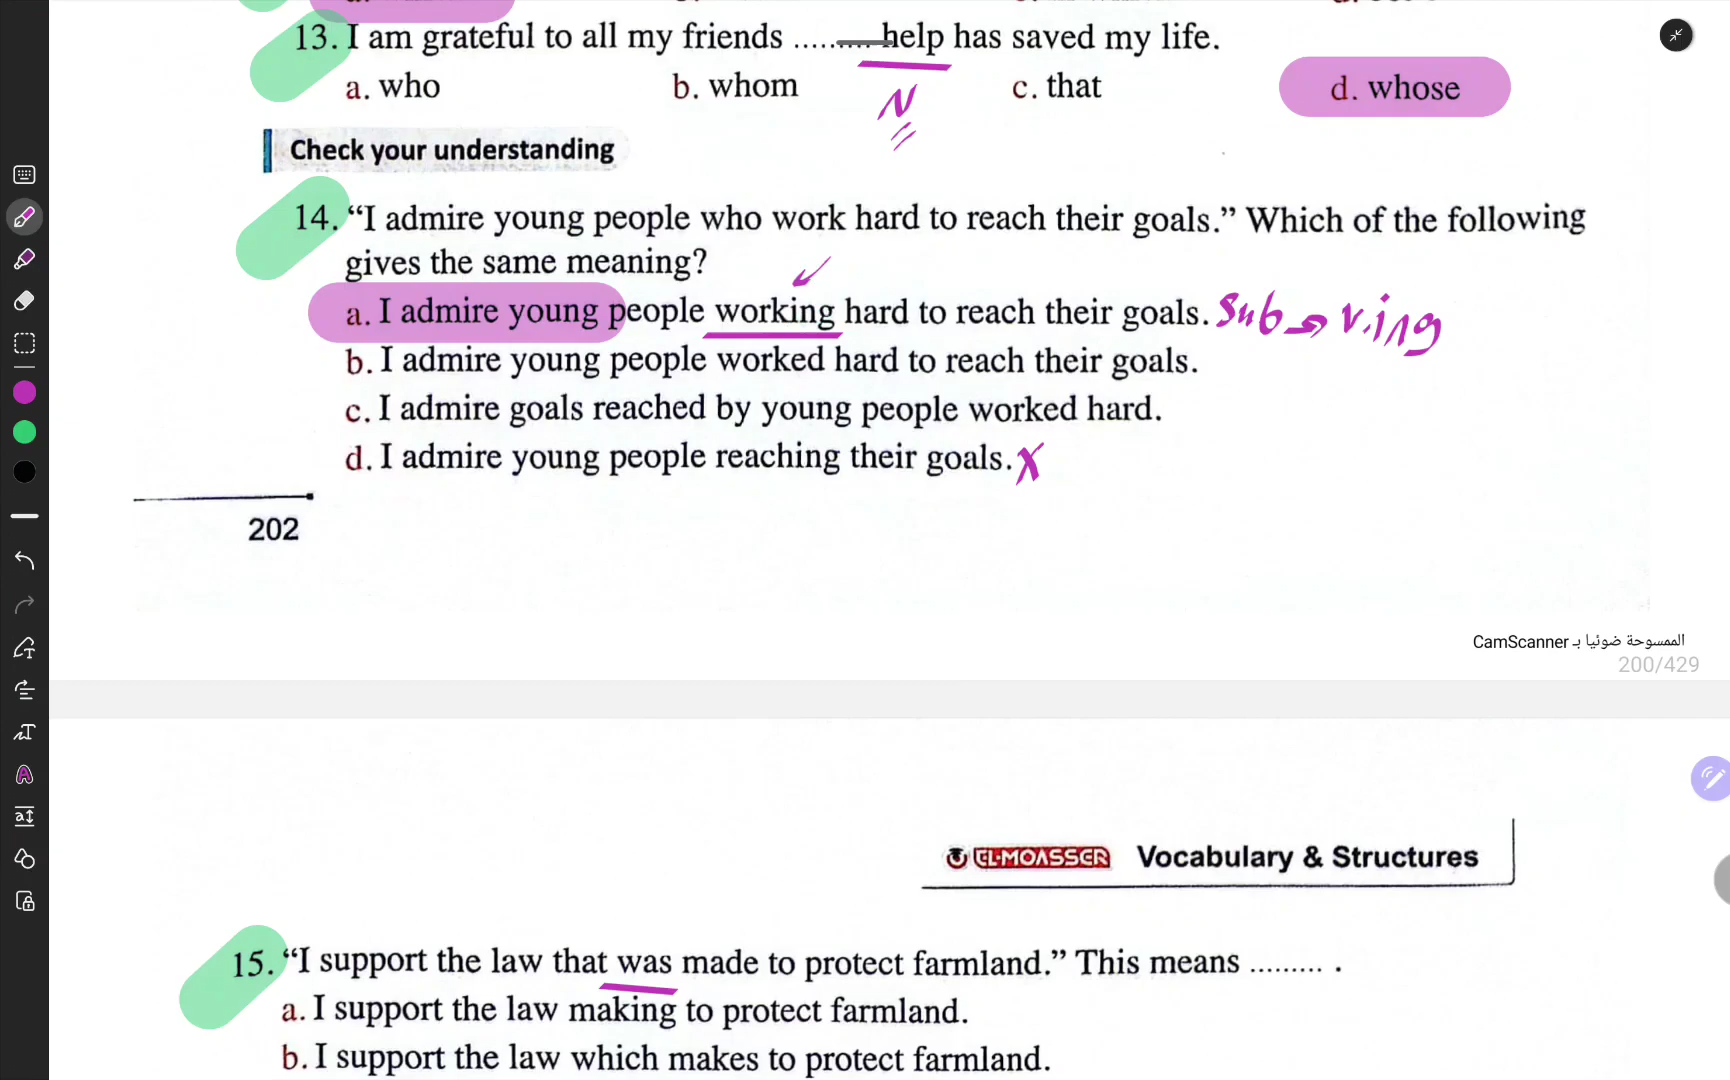 13. I am grateful to all my friends ......... help has saved my life.
a. who b. whom c. that d. whose
N
Check your understanding
14. “I admire young people who work hard to reach their goals.” Which of the following
gives the same meaning?
a. I admire young people working hard to reach their goals. Sub → V.ing
b. I admire young people worked hard to reach their goals.
c. I admire goals reached by young people worked hard.
d. I admire young people reaching their goals. X
202
الممسوحة ضوئيا بـ CamScanner
200/429
EL-MOASSER Vocabulary & Structures
15. “I support the law that was made to protect farmland.” This means ......... .
a. I support the law making to protect farmland.
b. I support the law which makes to protect farmland.